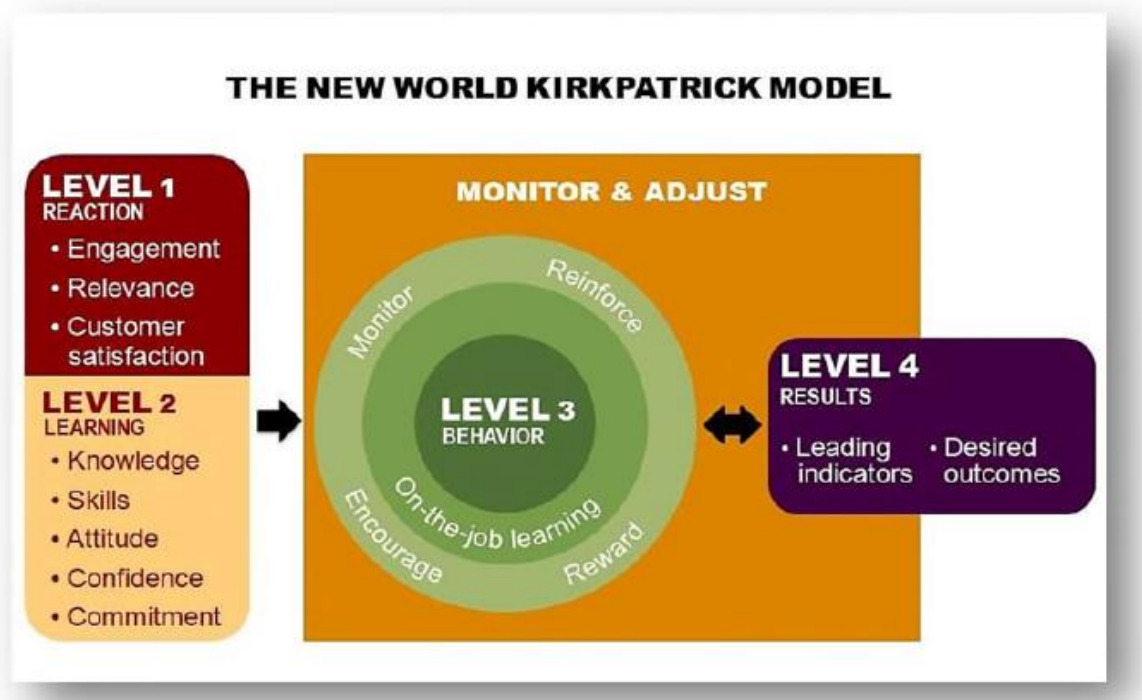 THE NEW WORLD KIRKPATRICK MODEL
LEVEL 1
REACTION
• Engagement
• Relevance
• Customer
satisfaction
LEVEL 2
LEARNING
• Knowledge
• Skills
• Attitude
• Confidence
• Commitment
MONITOR & ADJUST
Monitor
Reinforce
LEVEL 3
BEHAVIOR
On-the-job learning
Encourage
Reward
LEVEL 4
RESULTS
• Leading
indicators
• Desired
outcomes